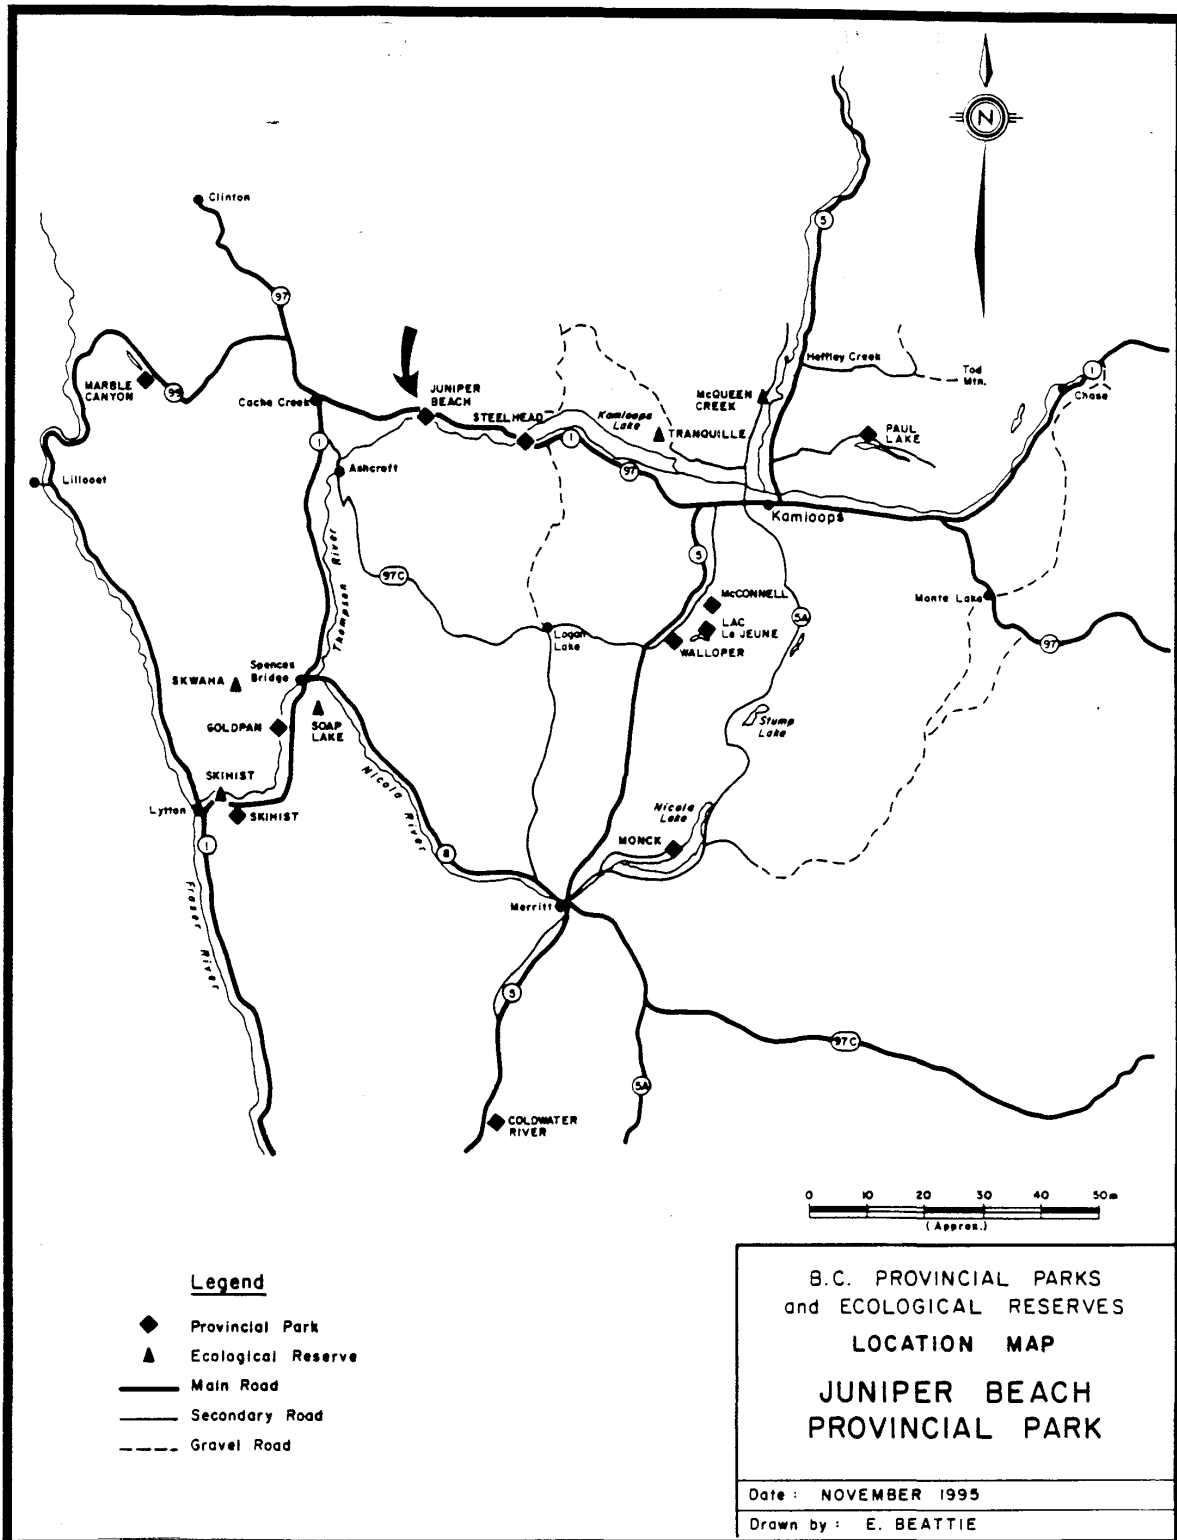 N
Clinton
5
97
Heffley Creek
Tod
Mtn.
1
MARBLE
CANYON
99
JUNIPER
BEACH
McQUEEN
CREEK
Chase
Cache Creek
STEELHEAD
Kamloops
Lake
TRANQUILLE
PAUL
LAKE
1
1
Ashcroft
97
Lillooet
Kamloops
5
97C
Thompson River
McCONNELL
Monte Lake
LAC
Le JEUNE
5A
Logan
Lake
WALLOPER
97
Spences
Bridge
SKWAHA
GOLDPAN
SOAP
LAKE
Stump
Lake
SKIHIST
Nicola River
Nicola
Lake
Lytton
SKIHIST
MONCK
1
8
Fraser River
Merritt
5
97C
5A
COLDWATER
RIVER
0 10 20 30 40 50m
(Approx.)
Legend
Provincial Park
Ecological Reserve
Main Road
Secondary Road
Gravel Road
B.C. PROVINCIAL PARKS
and ECOLOGICAL RESERVES
LOCATION MAP
JUNIPER BEACH
PROVINCIAL PARK
Date : NOVEMBER 1995
Drawn by : E. BEATTIE